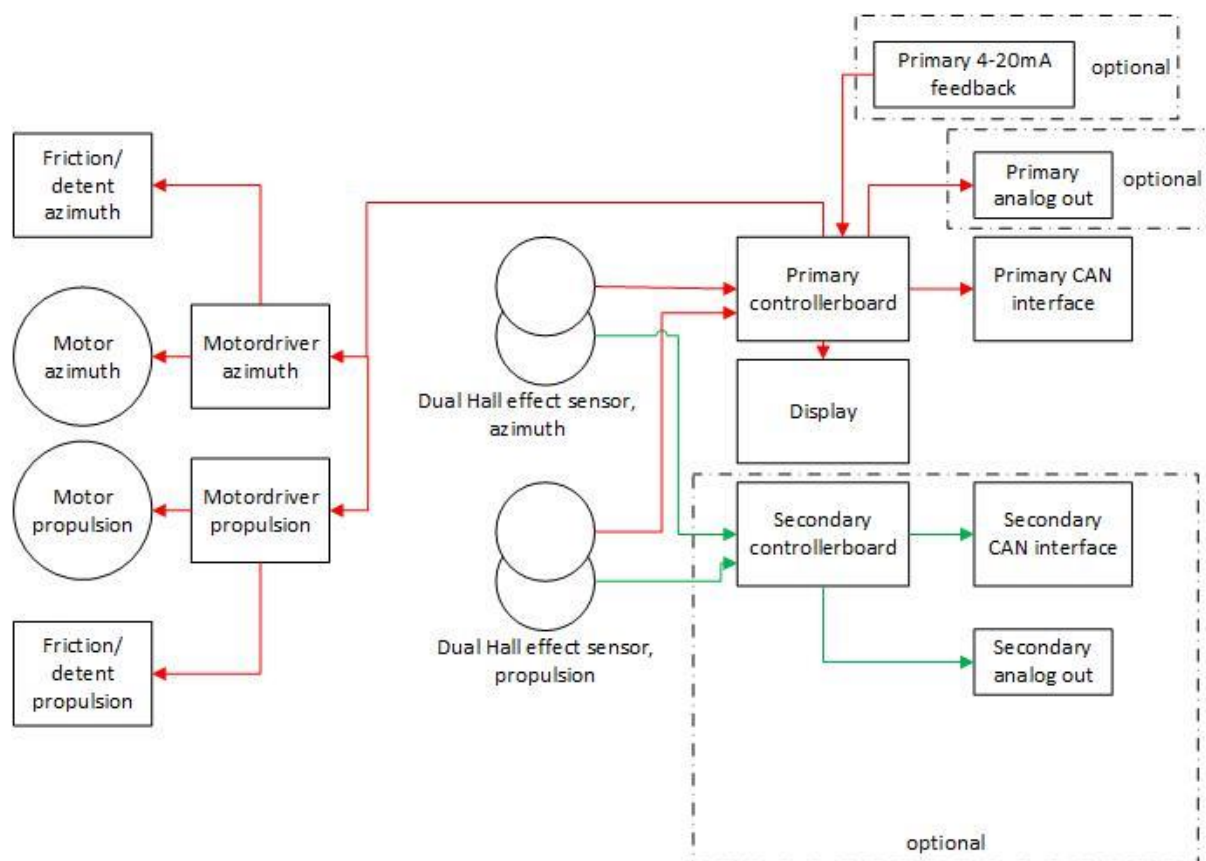 Primary 4-20mA
feedback
optional
Primary
analog out
optional
Friction/
detent
azimuth
Primary
controllerboard
Primary CAN
interface
Motor
azimuth
Motordriver
azimuth
Dual Hall effect sensor,
azimuth
Display
Motor
propulsion
Motordriver
propulsion
Secondary
controllerboard
Secondary
CAN interface
Friction/
detent
propulsion
Dual Hall effect sensor,
propulsion
Secondary
analog out
optional